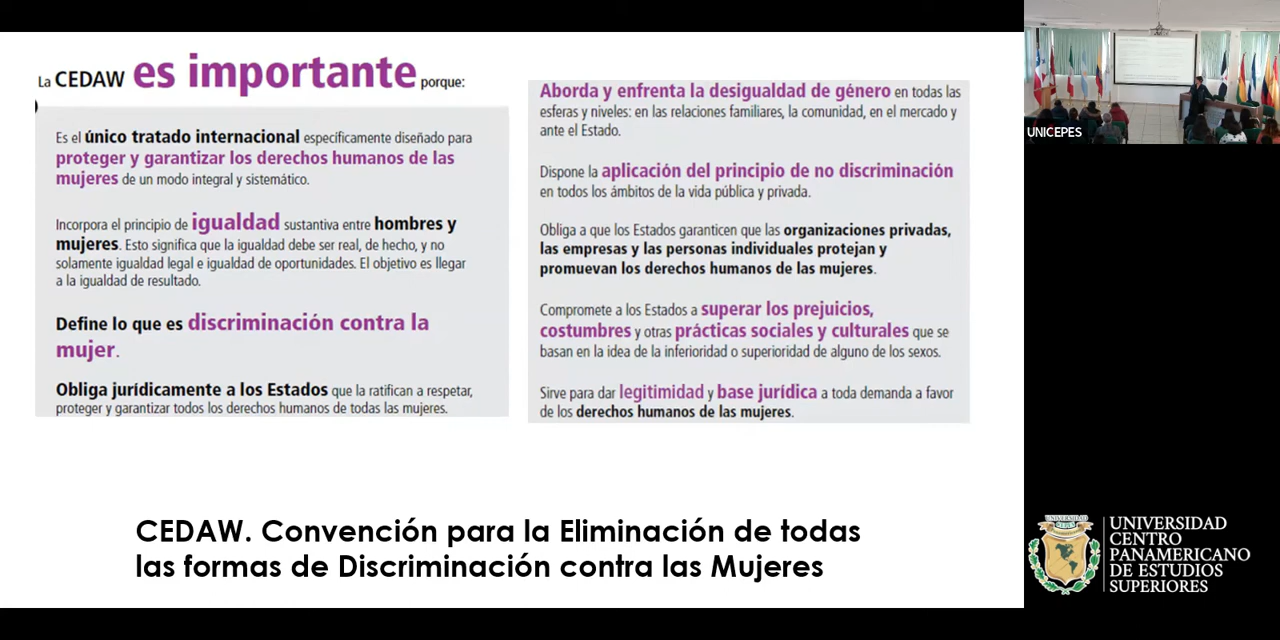 La CEDAW es importante porque:
Es el único tratado internacional específicamente diseñado para
proteger y garantizar los derechos humanos de las
mujeres de un modo integral y sistemático.
Incorpora el principio de igualdad sustantiva entre hombres y
mujeres. Esto significa que la igualdad debe ser real, de hecho, y no
solamente igualdad legal e igualdad de oportunidades. El objetivo es llegar
a la igualdad de resultado.
Define lo que es discriminación contra la
mujer.
Obliga jurídicamente a los Estados que la ratifican a respetar,
proteger y garantizar todos los derechos humanos de todas las mujeres.
Aborda y enfrenta la desigualdad de género en todas las
esferas y niveles: en las relaciones familiares, la comunidad, en el mercado y
ante el Estado.
Dispone la aplicación del principio de no discriminación
en todos los ámbitos de la vida pública y privada.
Obliga a que los Estados garanticen que las organizaciones privadas,
las empresas y las personas individuales protejan y
promuevan los derechos humanos de las mujeres.
Compromete a los Estados a superar los prejuicios,
costumbres y otras prácticas sociales y culturales que se
basan en la idea de la inferioridad o superioridad de alguno de los sexos.
Sirve para dar legitimidad y base jurídica a toda demanda a favor
de los derechos humanos de las mujeres.
CEDAW. Convención para la Eliminación de todas
las formas de Discriminación contra las Mujeres
UNICEPES
UNIVERSIDAD
CENTRO
PANAMERICANO
DE ESTUDIOS
SUPERIORES